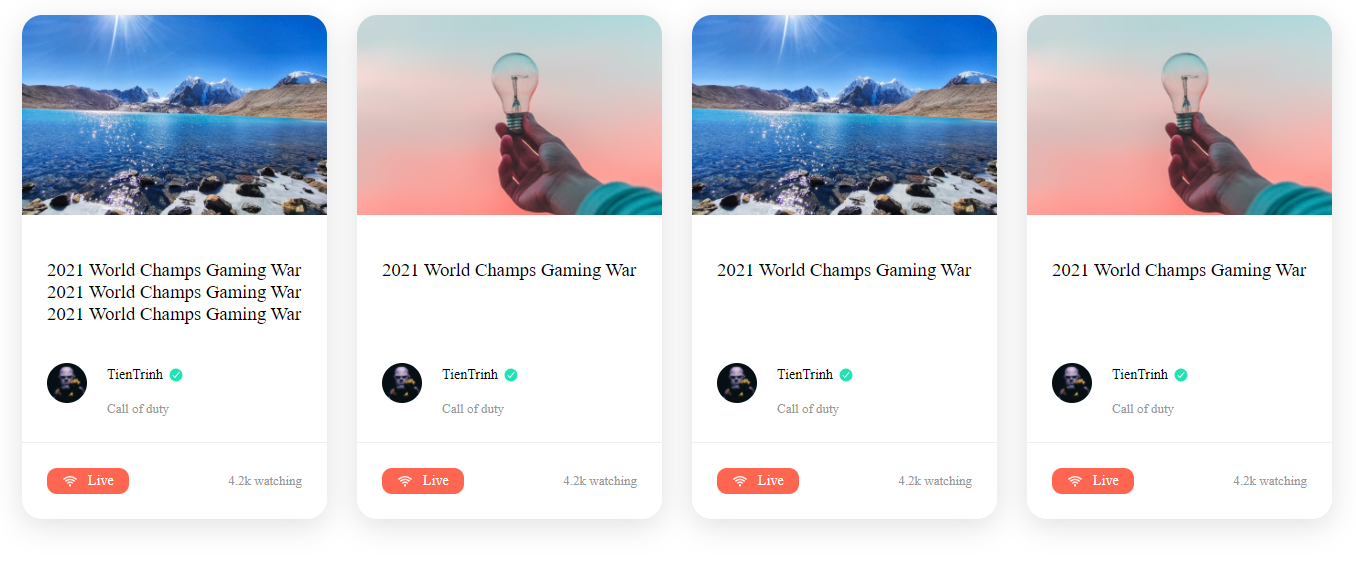 2021 World Champs Gaming War
2021 World Champs Gaming War
2021 World Champs Gaming War
TienTrinh
Call of duty
Live
4.2k watching
2021 World Champs Gaming War
TienTrinh
Call of duty
Live
4.2k watching
2021 World Champs Gaming War
TienTrinh
Call of duty
Live
4.2k watching
2021 World Champs Gaming War
TienTrinh
Call of duty
Live
4.2k watching